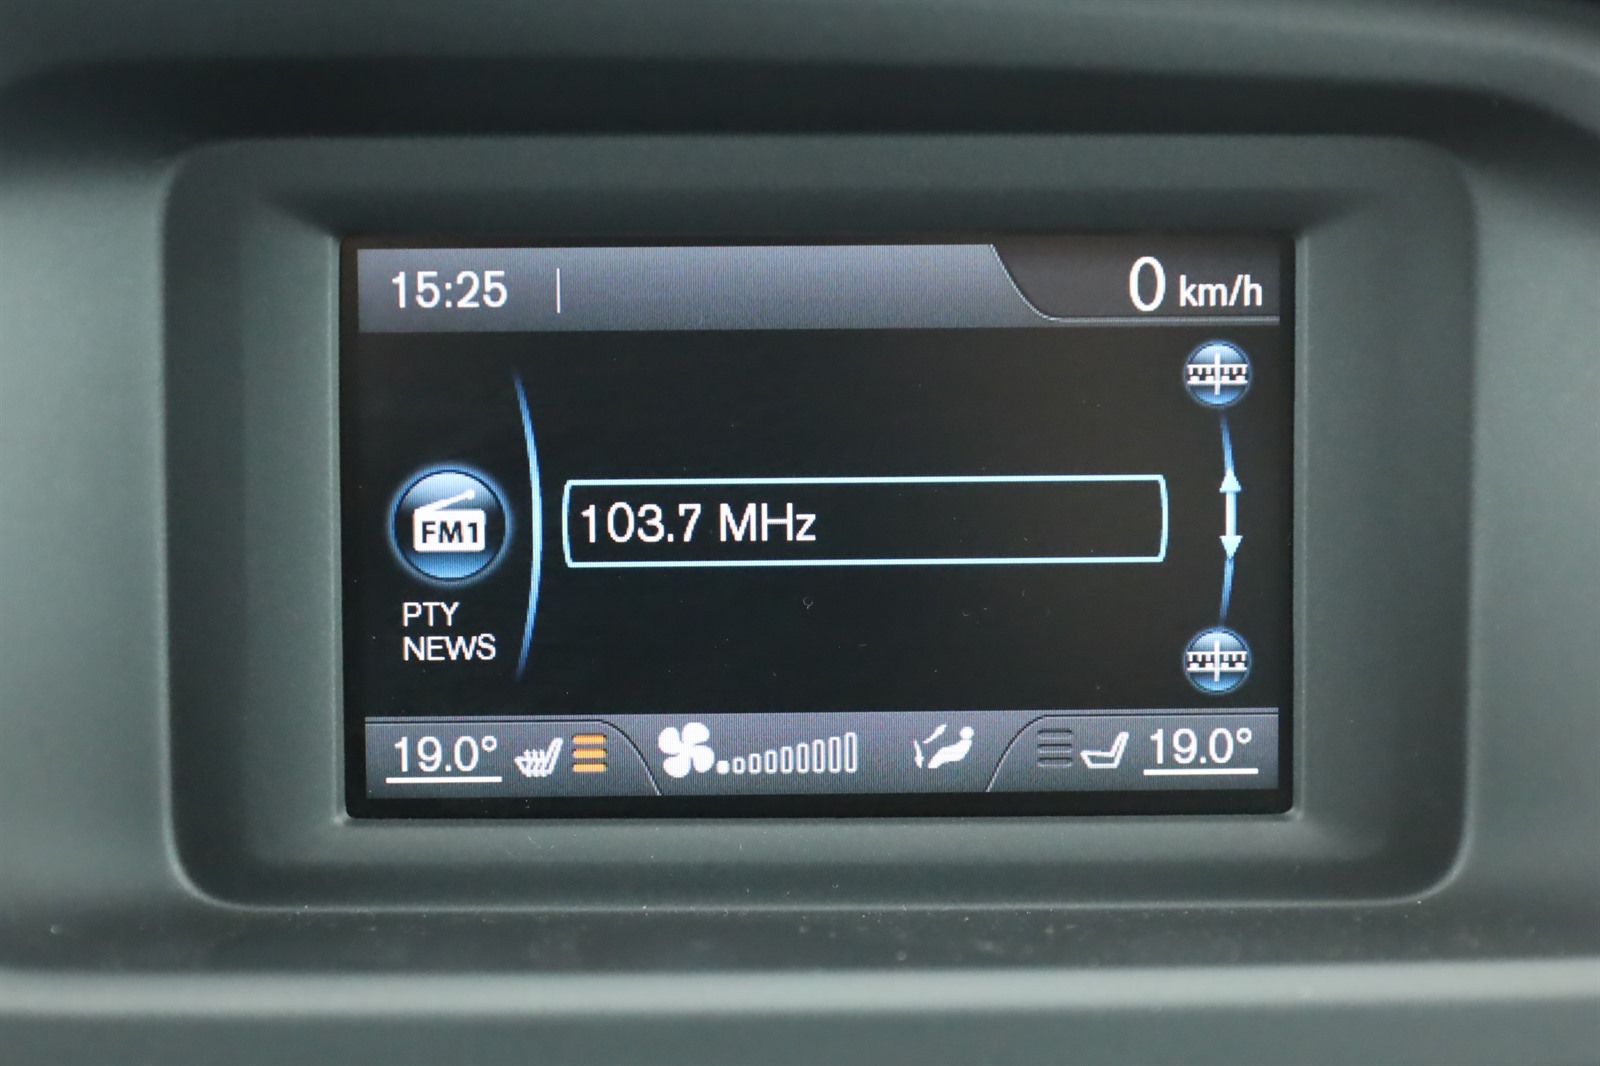 15:25
0 km/h
FM1
103.7 MHz
PTY
NEWS
19.0°
19.0°